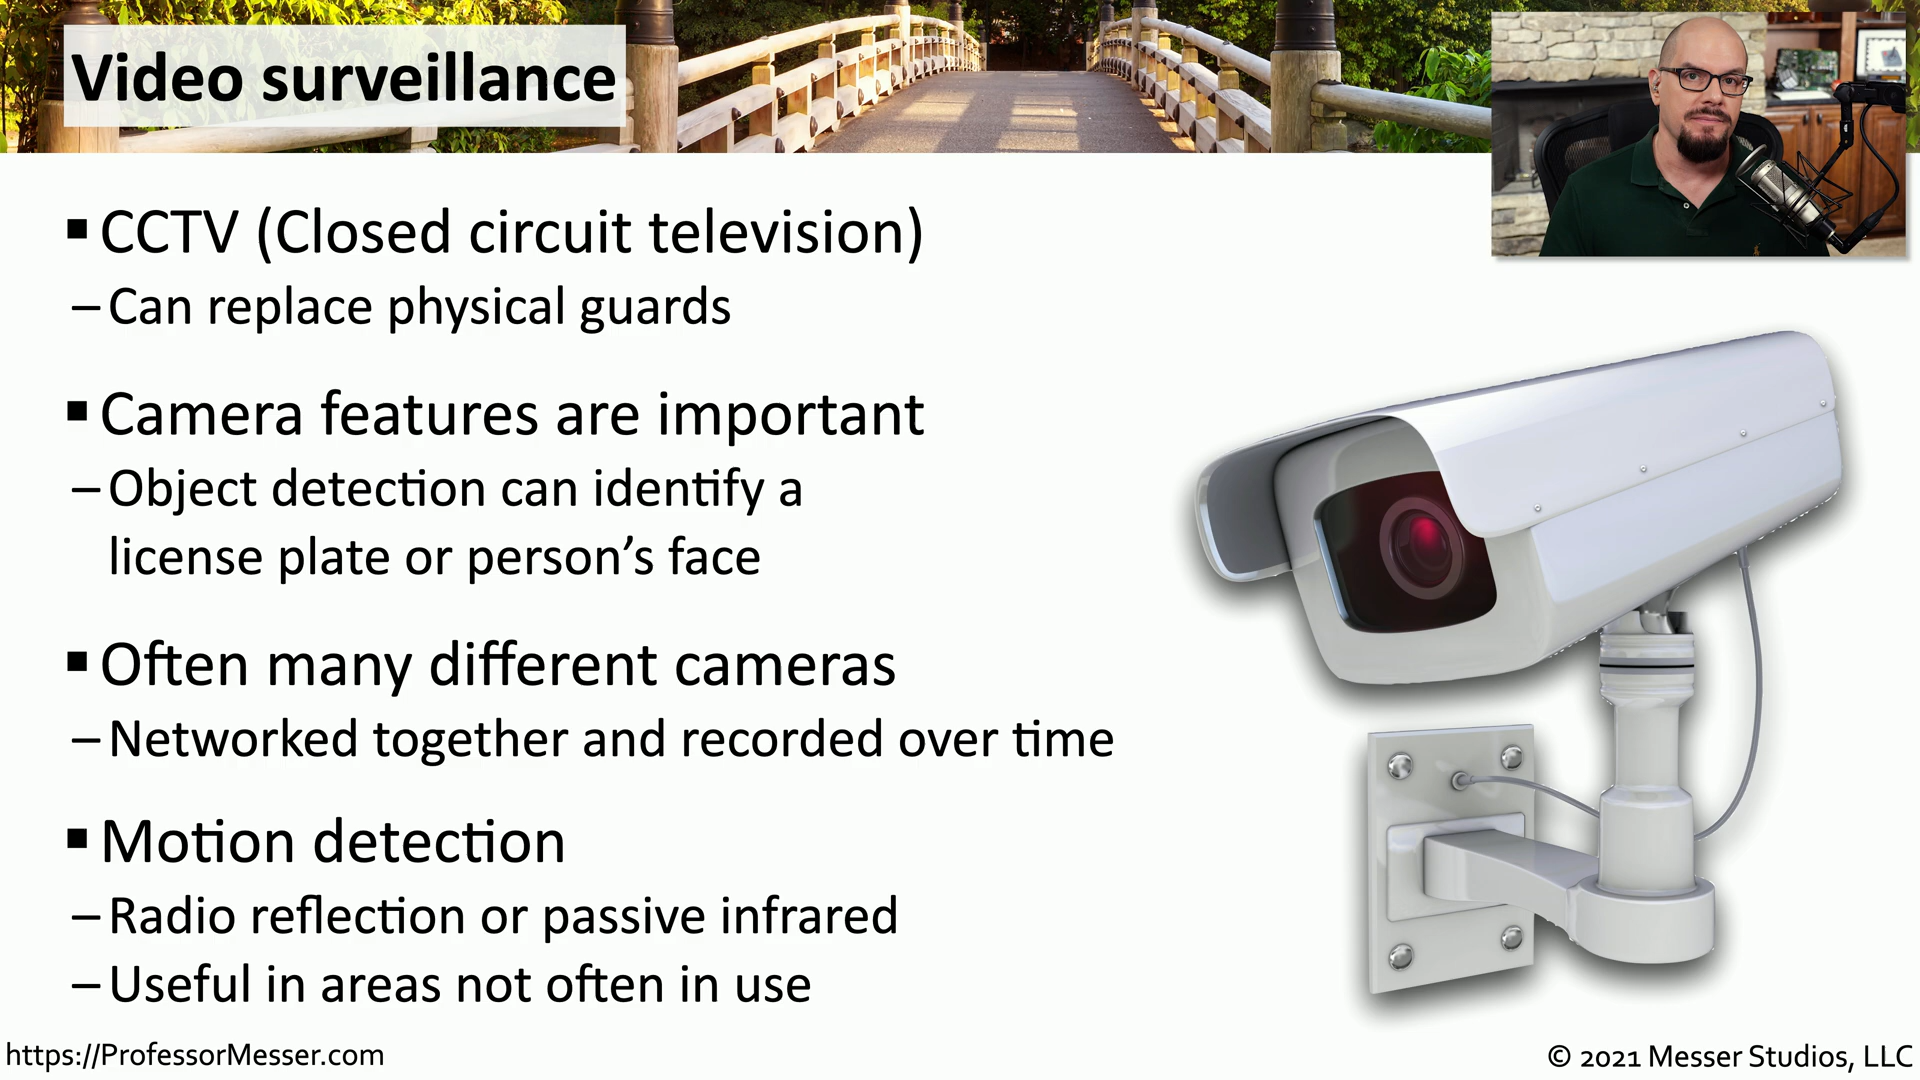 Video surveillance
▪ CCTV (Closed circuit television)
– Can replace physical guards
▪ Camera features are important
– Object detection can identify a
license plate or person’s face
▪ Often many different cameras
– Networked together and recorded over time
▪ Motion detection
– Radio reflection or passive infrared
– Useful in areas not often in use
https://ProfessorMesser.com
© 2021 Messer Studios, LLC